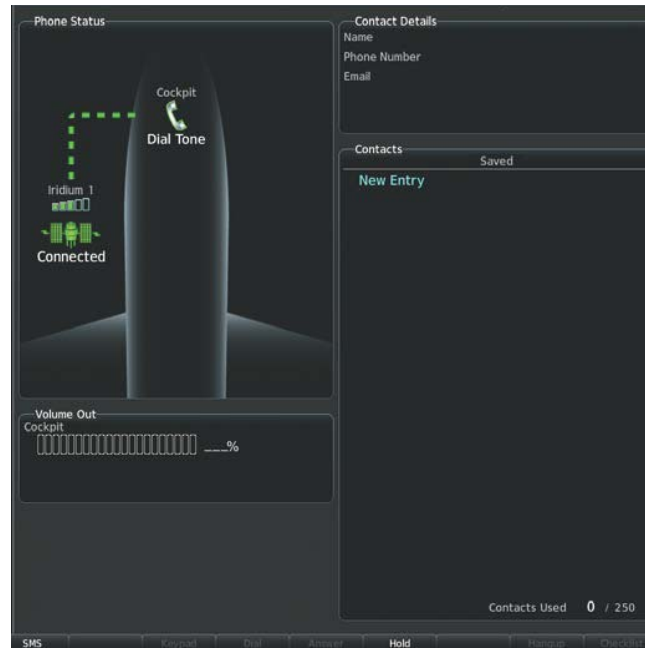 Phone Status
Cockpit
Dial Tone
Iridium 1
Connected
Volume Out
Cockpit
___%
Contact Details
Name
Phone Number
Email
Contacts
Saved
New Entry
Contacts Used 0 / 250
SMS Keypad Dial Answer Hold Hangup Checklist